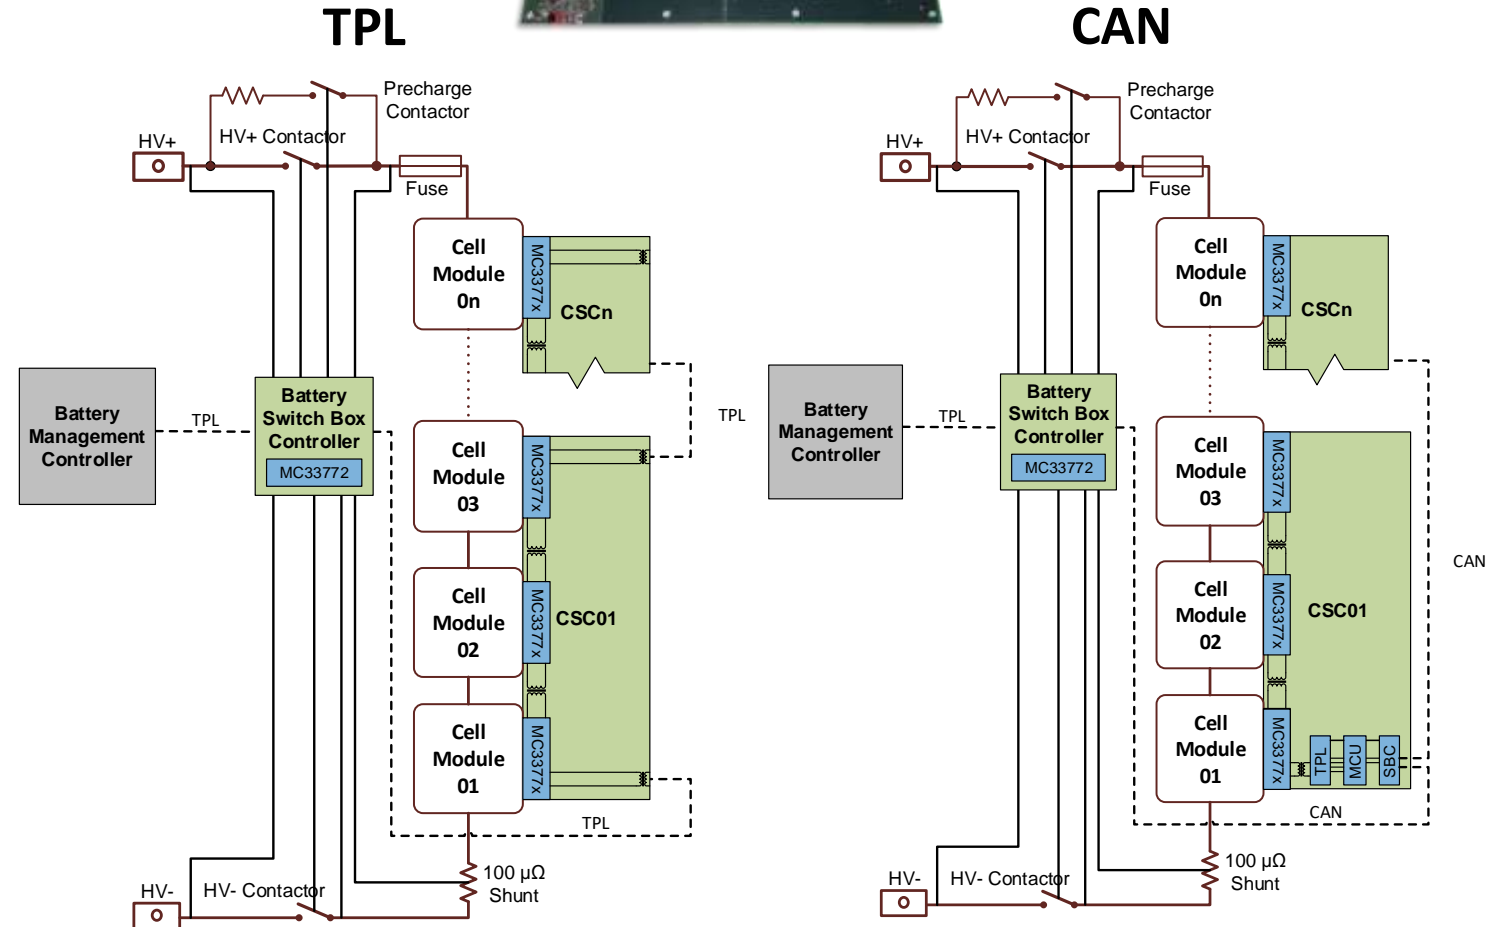 TPL
Precharge
Contactor
HV+
HV+ Contactor
Fuse
Cell
Module
0n
MC3377x
CSCn
Battery
Management
Controller
TPL
Battery
Switch Box
Controller
MC33772
TPL
Cell
Module
03
MC3377x
Cell
Module
02
MC3377x
CSC01
Cell
Module
01
MC3377x
TPL
100 µΩ
Shunt
HV-
HV- Contactor
CAN
Precharge
Contactor
HV+
HV+ Contactor
Fuse
Cell
Module
0n
MC3377x
CSCn
Battery
Management
Controller
TPL
Battery
Switch Box
Controller
MC33772
Cell
Module
03
MC3377x
CAN
Cell
Module
02
MC3377x
CSC01
Cell
Module
01
MC3377x
TPL
MCU
SBC
CAN
100 µΩ
Shunt
HV-
HV- Contactor